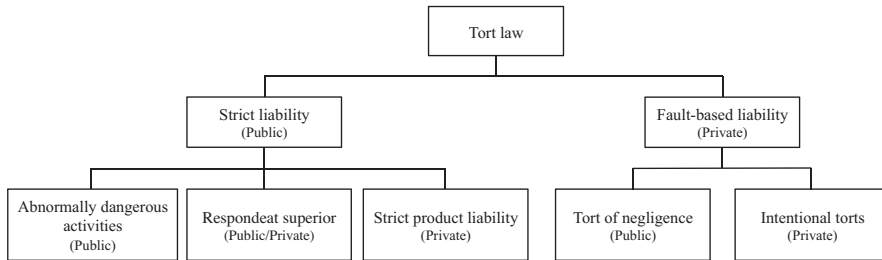 Tort law
Strict liability
(Public)
Fault-based liability
(Private)
Abnormally dangerous
activities
(Public)
Respondeat superior
(Public/Private)
Strict product liability
(Private)
Tort of negligence
(Public)
Intentional torts
(Private)